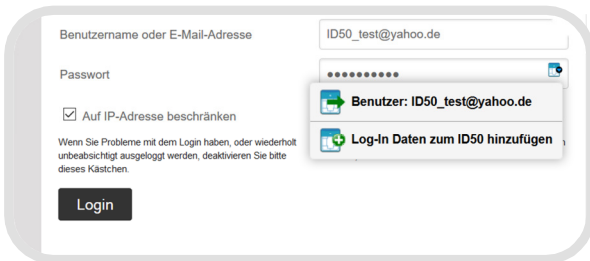 Benutzername oder E-Mail-Adresse
ID50_test@yahoo.de
Passwort
Benutzer: ID50_test@yahoo.de
Auf IP-Adresse beschränken
Log-In Daten zum ID50 hinzufügen
Wenn Sie Probleme mit dem Login haben, oder wiederholt
unbeabsichtigt ausgeloggt werden, deaktivieren Sie bitte
dieses Kästchen.
Login